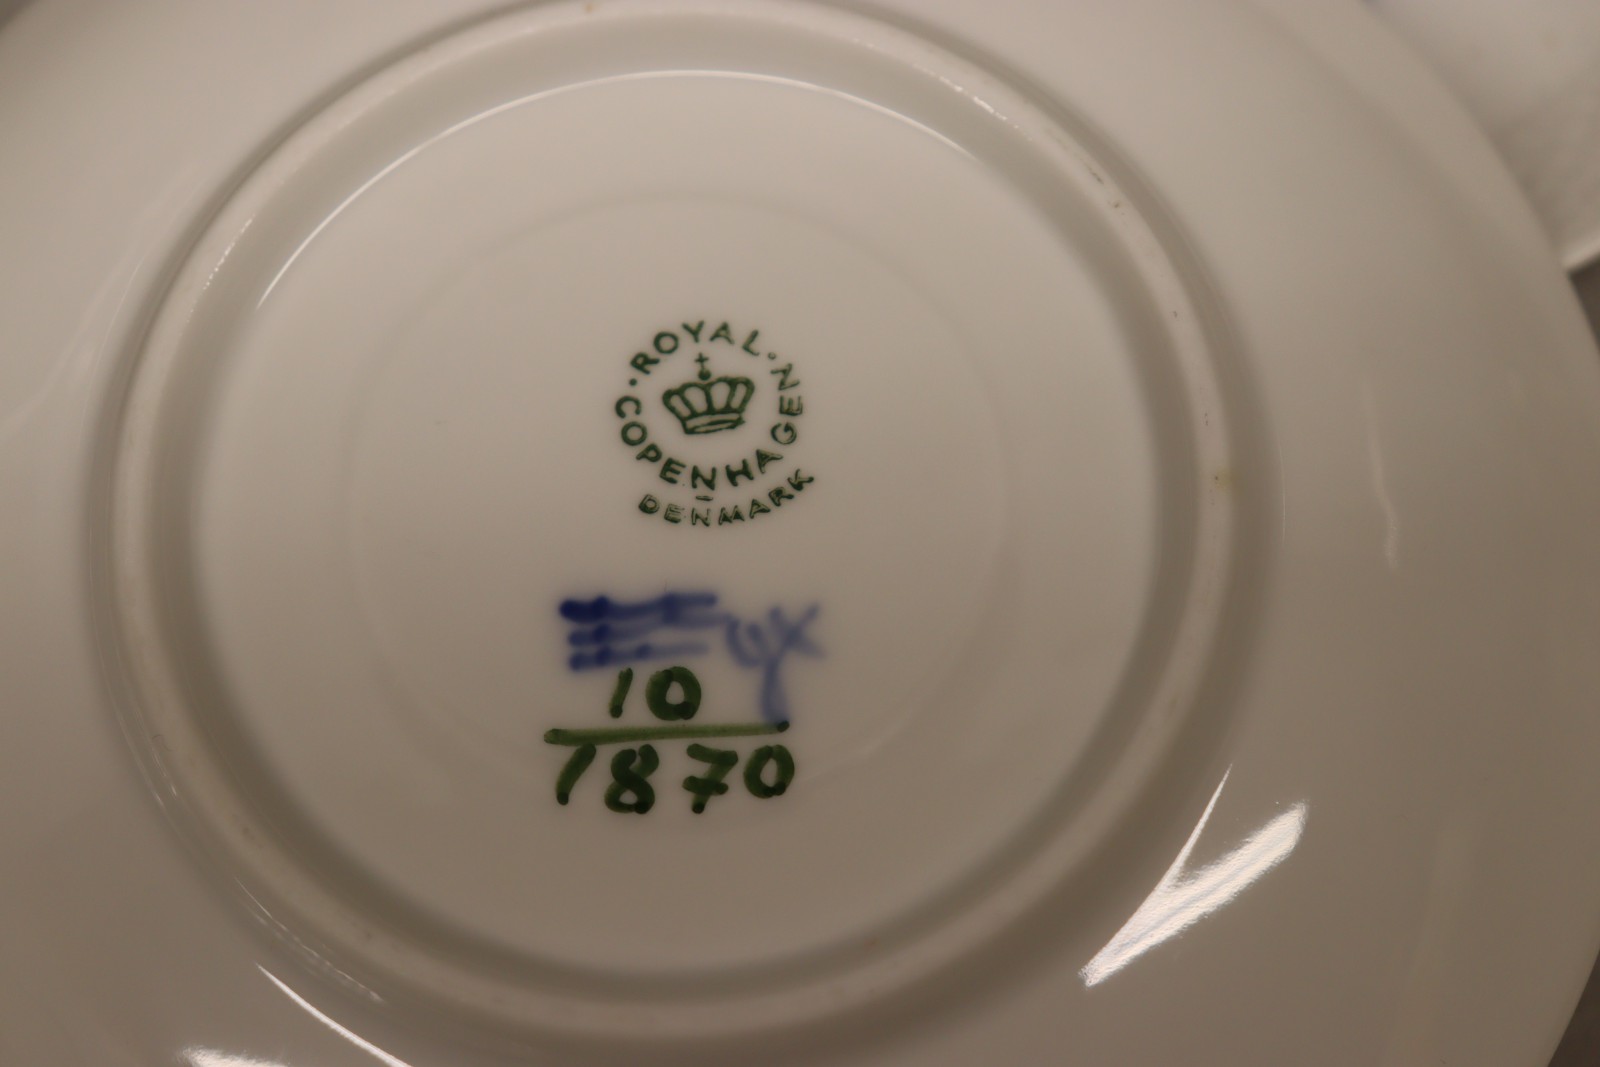 ROYAL
COPENHAGEN
DENMARK
10
1870